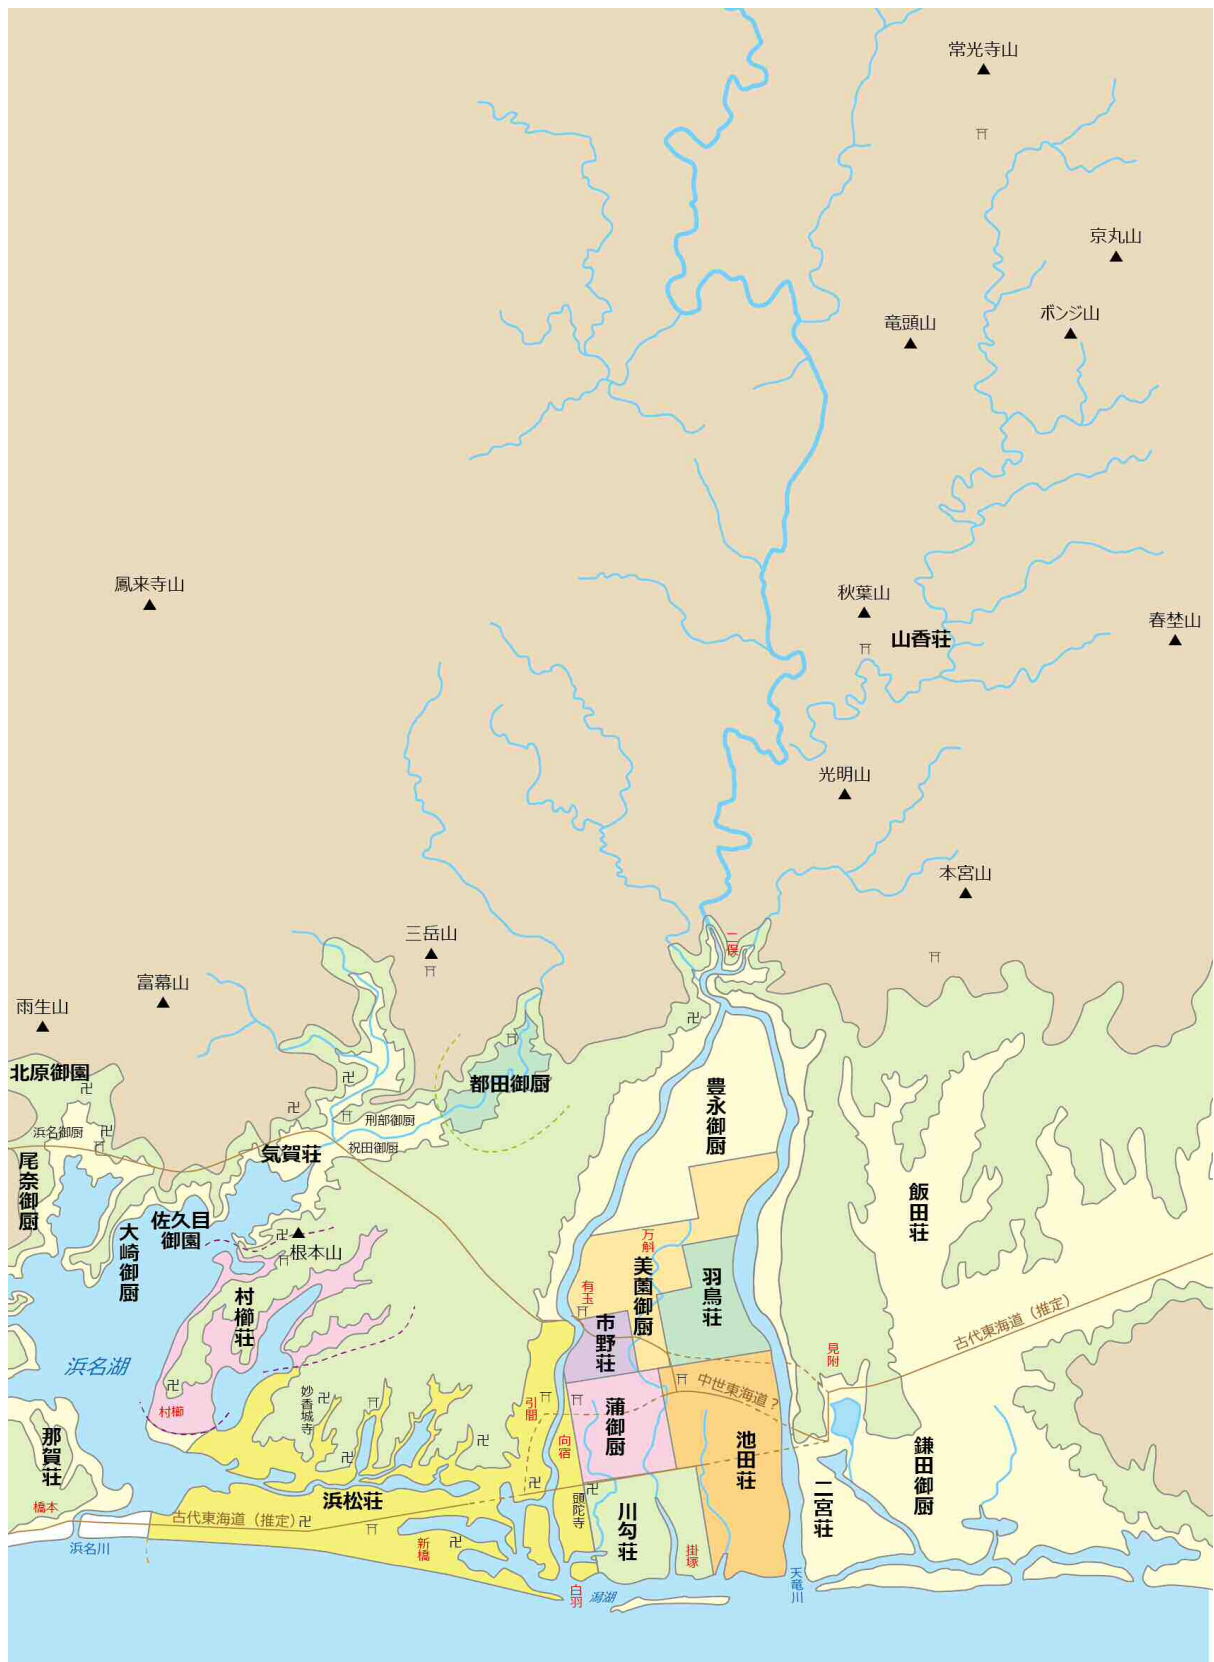 常光寺山
京丸山
ボンジ山
竜頭山
鳳来寺山
秋葉山
春埜山
山香荘
光明山
本宮山
三岳山
二俣
富幕山
雨生山
北原御園
都田御厨
豊永御厨
浜名御厨
刑部御厨
祝田御厨
気賀荘
尾奈御厨
飯田荘
佐久目
御園
大崎御厨
根本山
万斛
美薗御厨
羽鳥荘
有玉
村櫛荘
市野荘
古代東海道（推定）
見附
浜名湖
中世東海道？
妙香城寺
村櫛
引間
蒲御厨
向宿
池田荘
那賀荘
鎌田御厨
橋本
浜松荘
頭陀寺
川勾荘
二宮荘
古代東海道（推定）
浜名川
新橋
掛塚
天竜川
白羽
潟湖